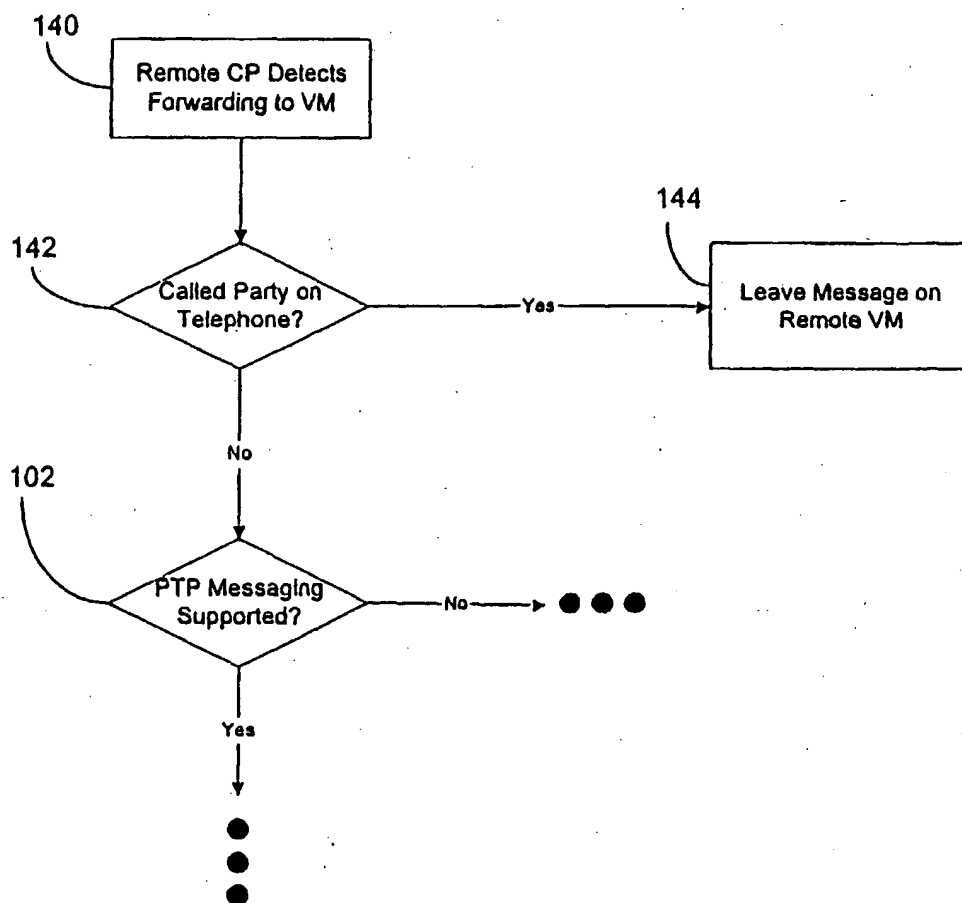 140
Remote CP Detects
Forwarding to VM
142
Called Party on
Telephone?
Yes
144
Leave Message on
Remote VM
No
102
PTP Messaging
Supported?
No
Yes